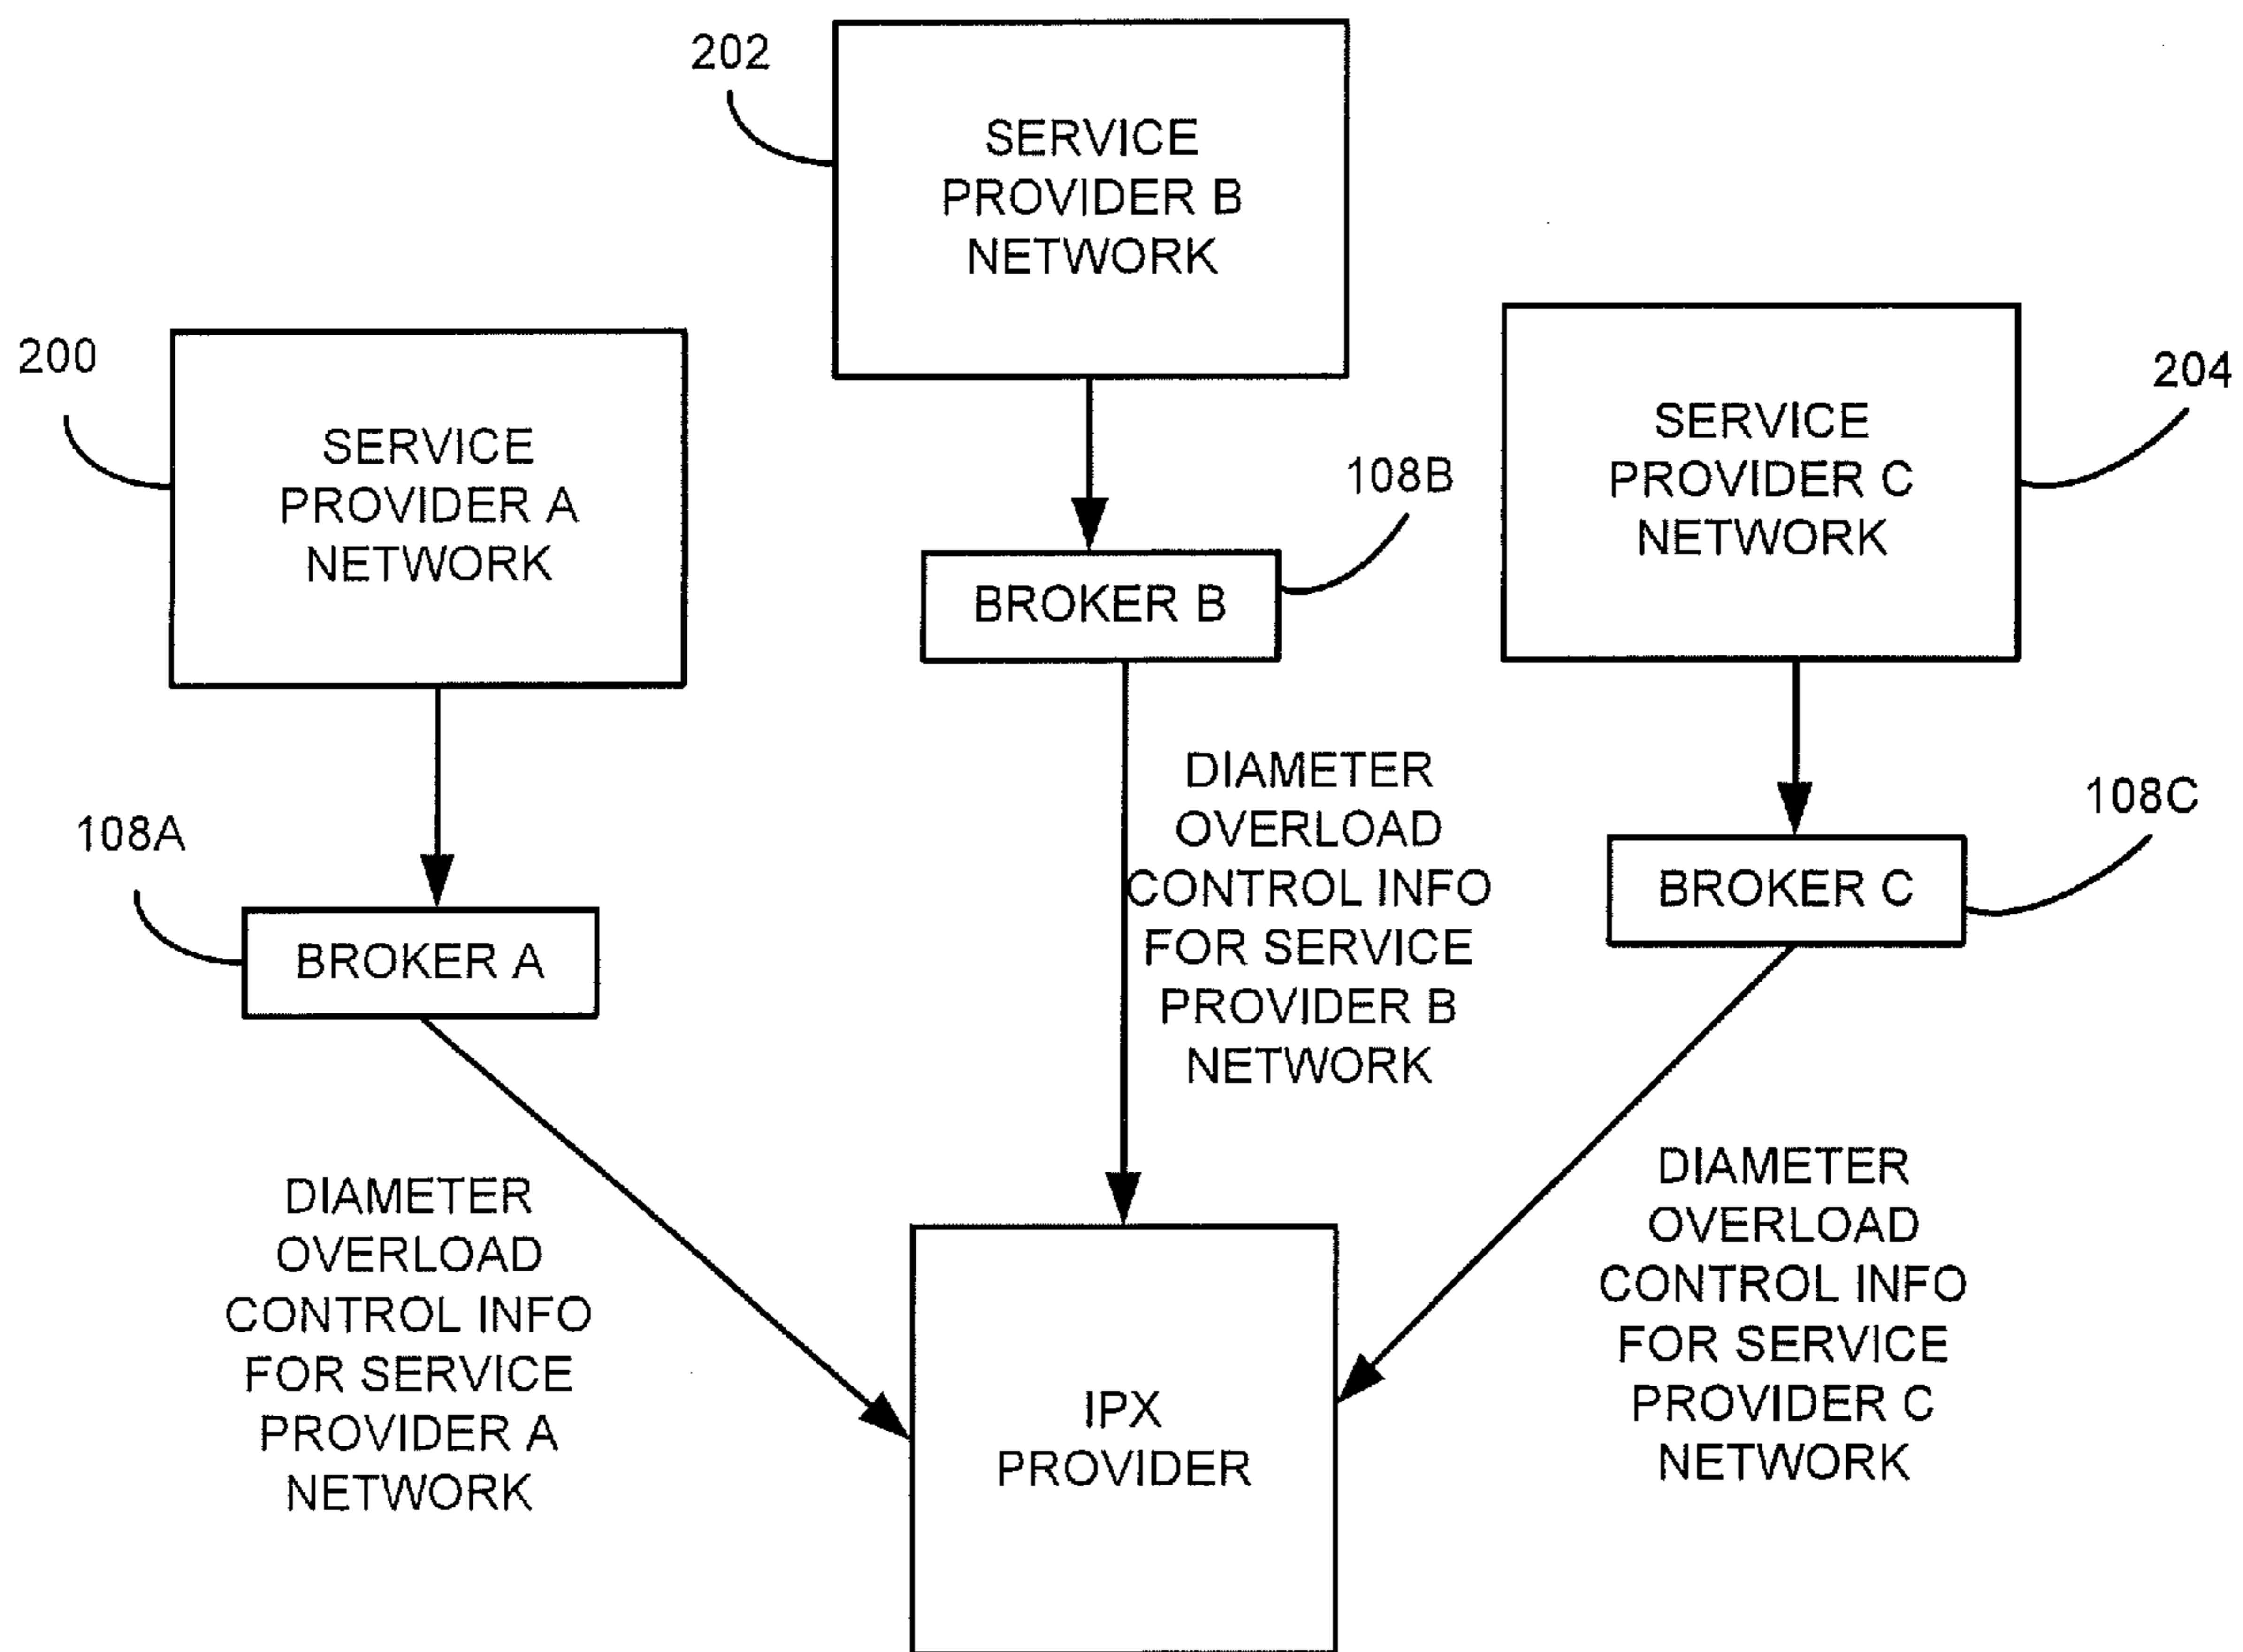 202
SERVICE
PROVIDER B
NETWORK
200
SERVICE
PROVIDER A
NETWORK
204
SERVICE
PROVIDER C
NETWORK
108B
BROKER B
108A
BROKER A
108C
BROKER C
DIAMETER
OVERLOAD
CONTROL INFO
FOR SERVICE
PROVIDER B
NETWORK
DIAMETER
OVERLOAD
CONTROL INFO
FOR SERVICE
PROVIDER A
NETWORK
IPX
PROVIDER
DIAMETER
OVERLOAD
CONTROL INFO
FOR SERVICE
PROVIDER C
NETWORK